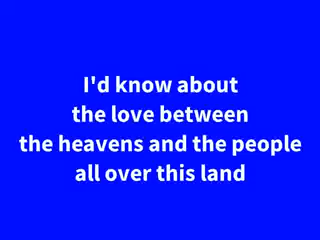 I'd know about
the love between
the heavens and the people
all over this land